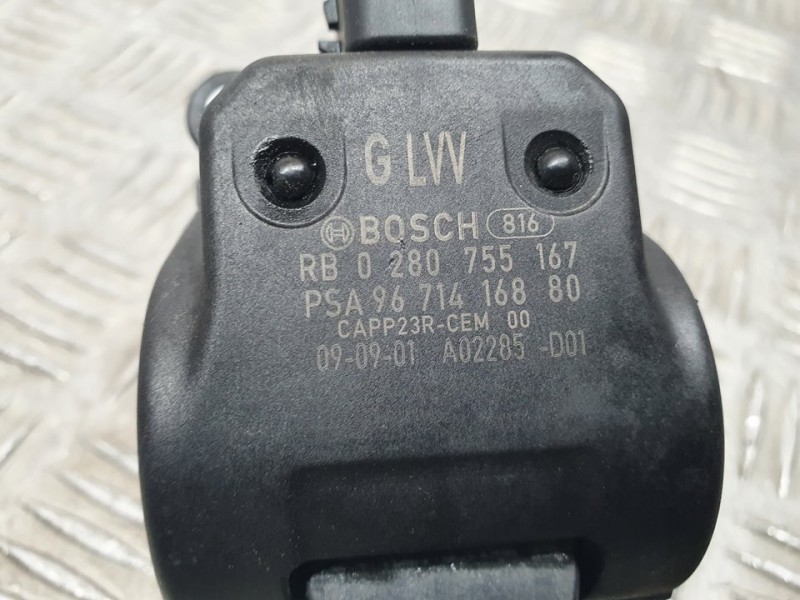 G LVV
BOSCH 816
RB 0 280 755 167
PSA 96 714 168 80
CAPP23R-CEM 00
09-09-01 A02285 -D01